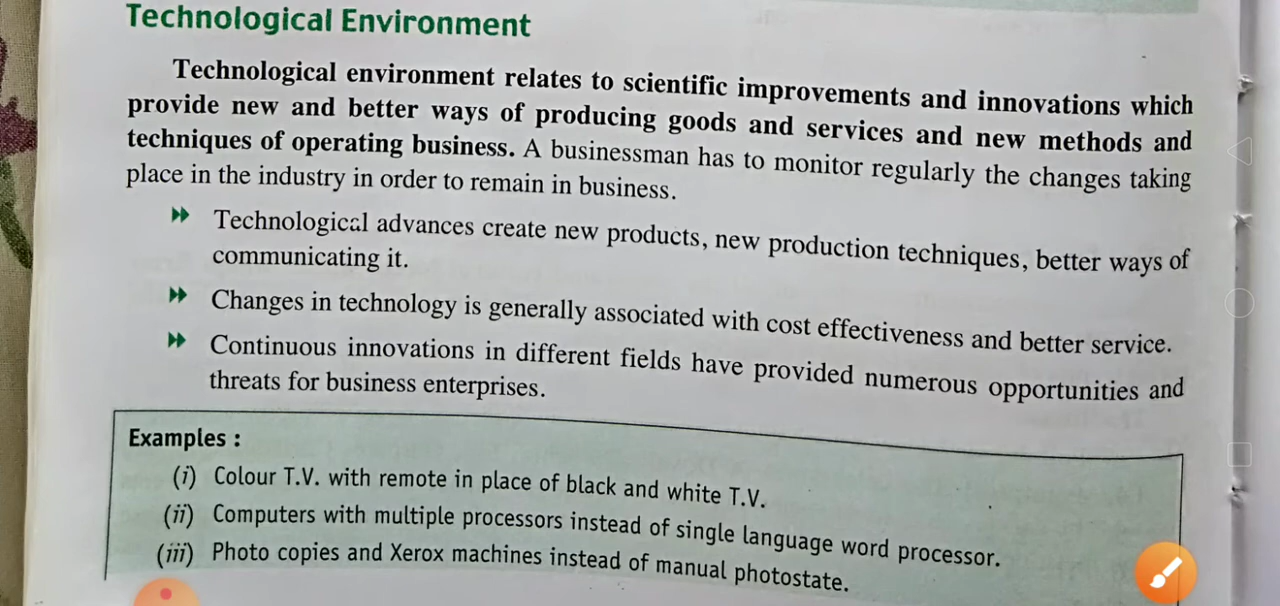 Technological Environment
Technological environment relates to scientific improvements and innovations which
provide new and better ways of producing goods and services and new methods and
techniques of operating business. A businessman has to monitor regularly the changes taking
place in the industry in order to remain in business.
Technological advances create new products, new production techniques, better ways of
communicating it.
Changes in technology is generally associated with cost effectiveness and better service.
Continuous innovations in different fields have provided numerous opportunities and
threats for business enterprises.
Examples :
(i) Colour T.V. with remote in place of black and white T.V.
(ii) Computers with multiple processors instead of single language word processor.
(iii) Photo copies and Xerox machines instead of manual photostate.